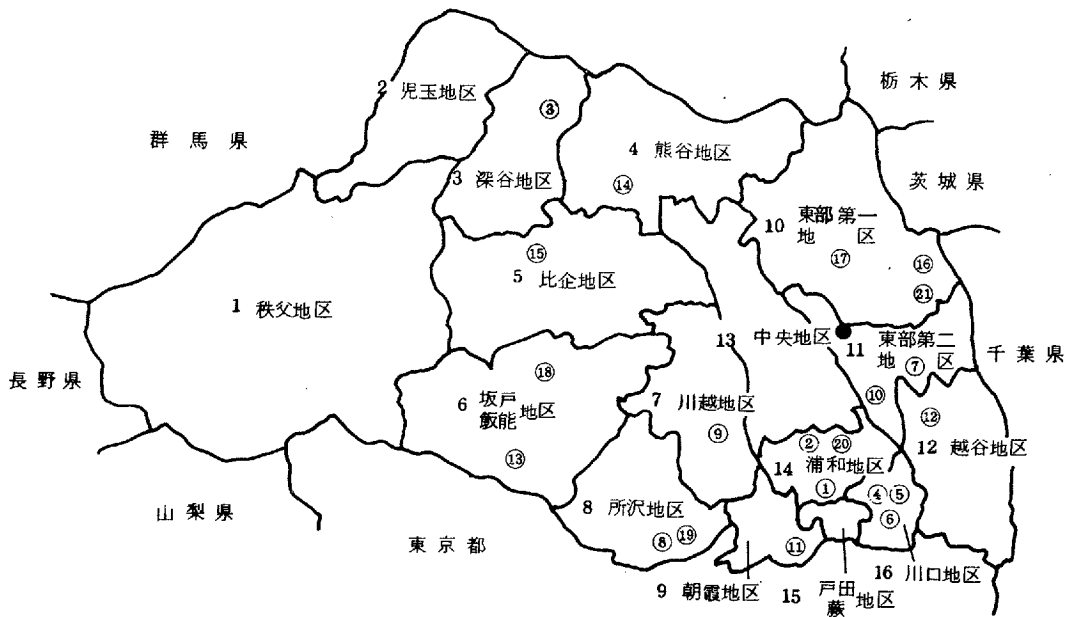 栃木県
2 児玉地区
③
群馬県
4 熊谷地区
3 深谷地区
茨城県
⑭
10 東部第一地区
⑰
⑯
⑮
5 比企地区
㉑
1 秩父地区
13 中央地区
11 東部第二地区
千葉県
⑦
長野県
⑱
6 坂戸飯能地区
7 川越地区
⑩
⑫
⑨
② ⑳
12 越谷地区
14 浦和地区
⑬
①
④ ⑤
⑥
8 所沢地区
山梨県
東京都
⑧ ⑲
⑪
9 朝霞地区
15 戸田蕨地区
16 川口地区